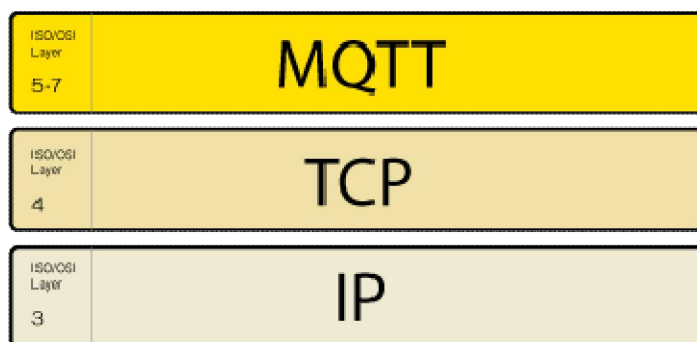 ISO/OSI
Layer
5-7
MQTT
ISO/OSI
Layer
4
TCP
ISO/OSI
Layer
3
IP